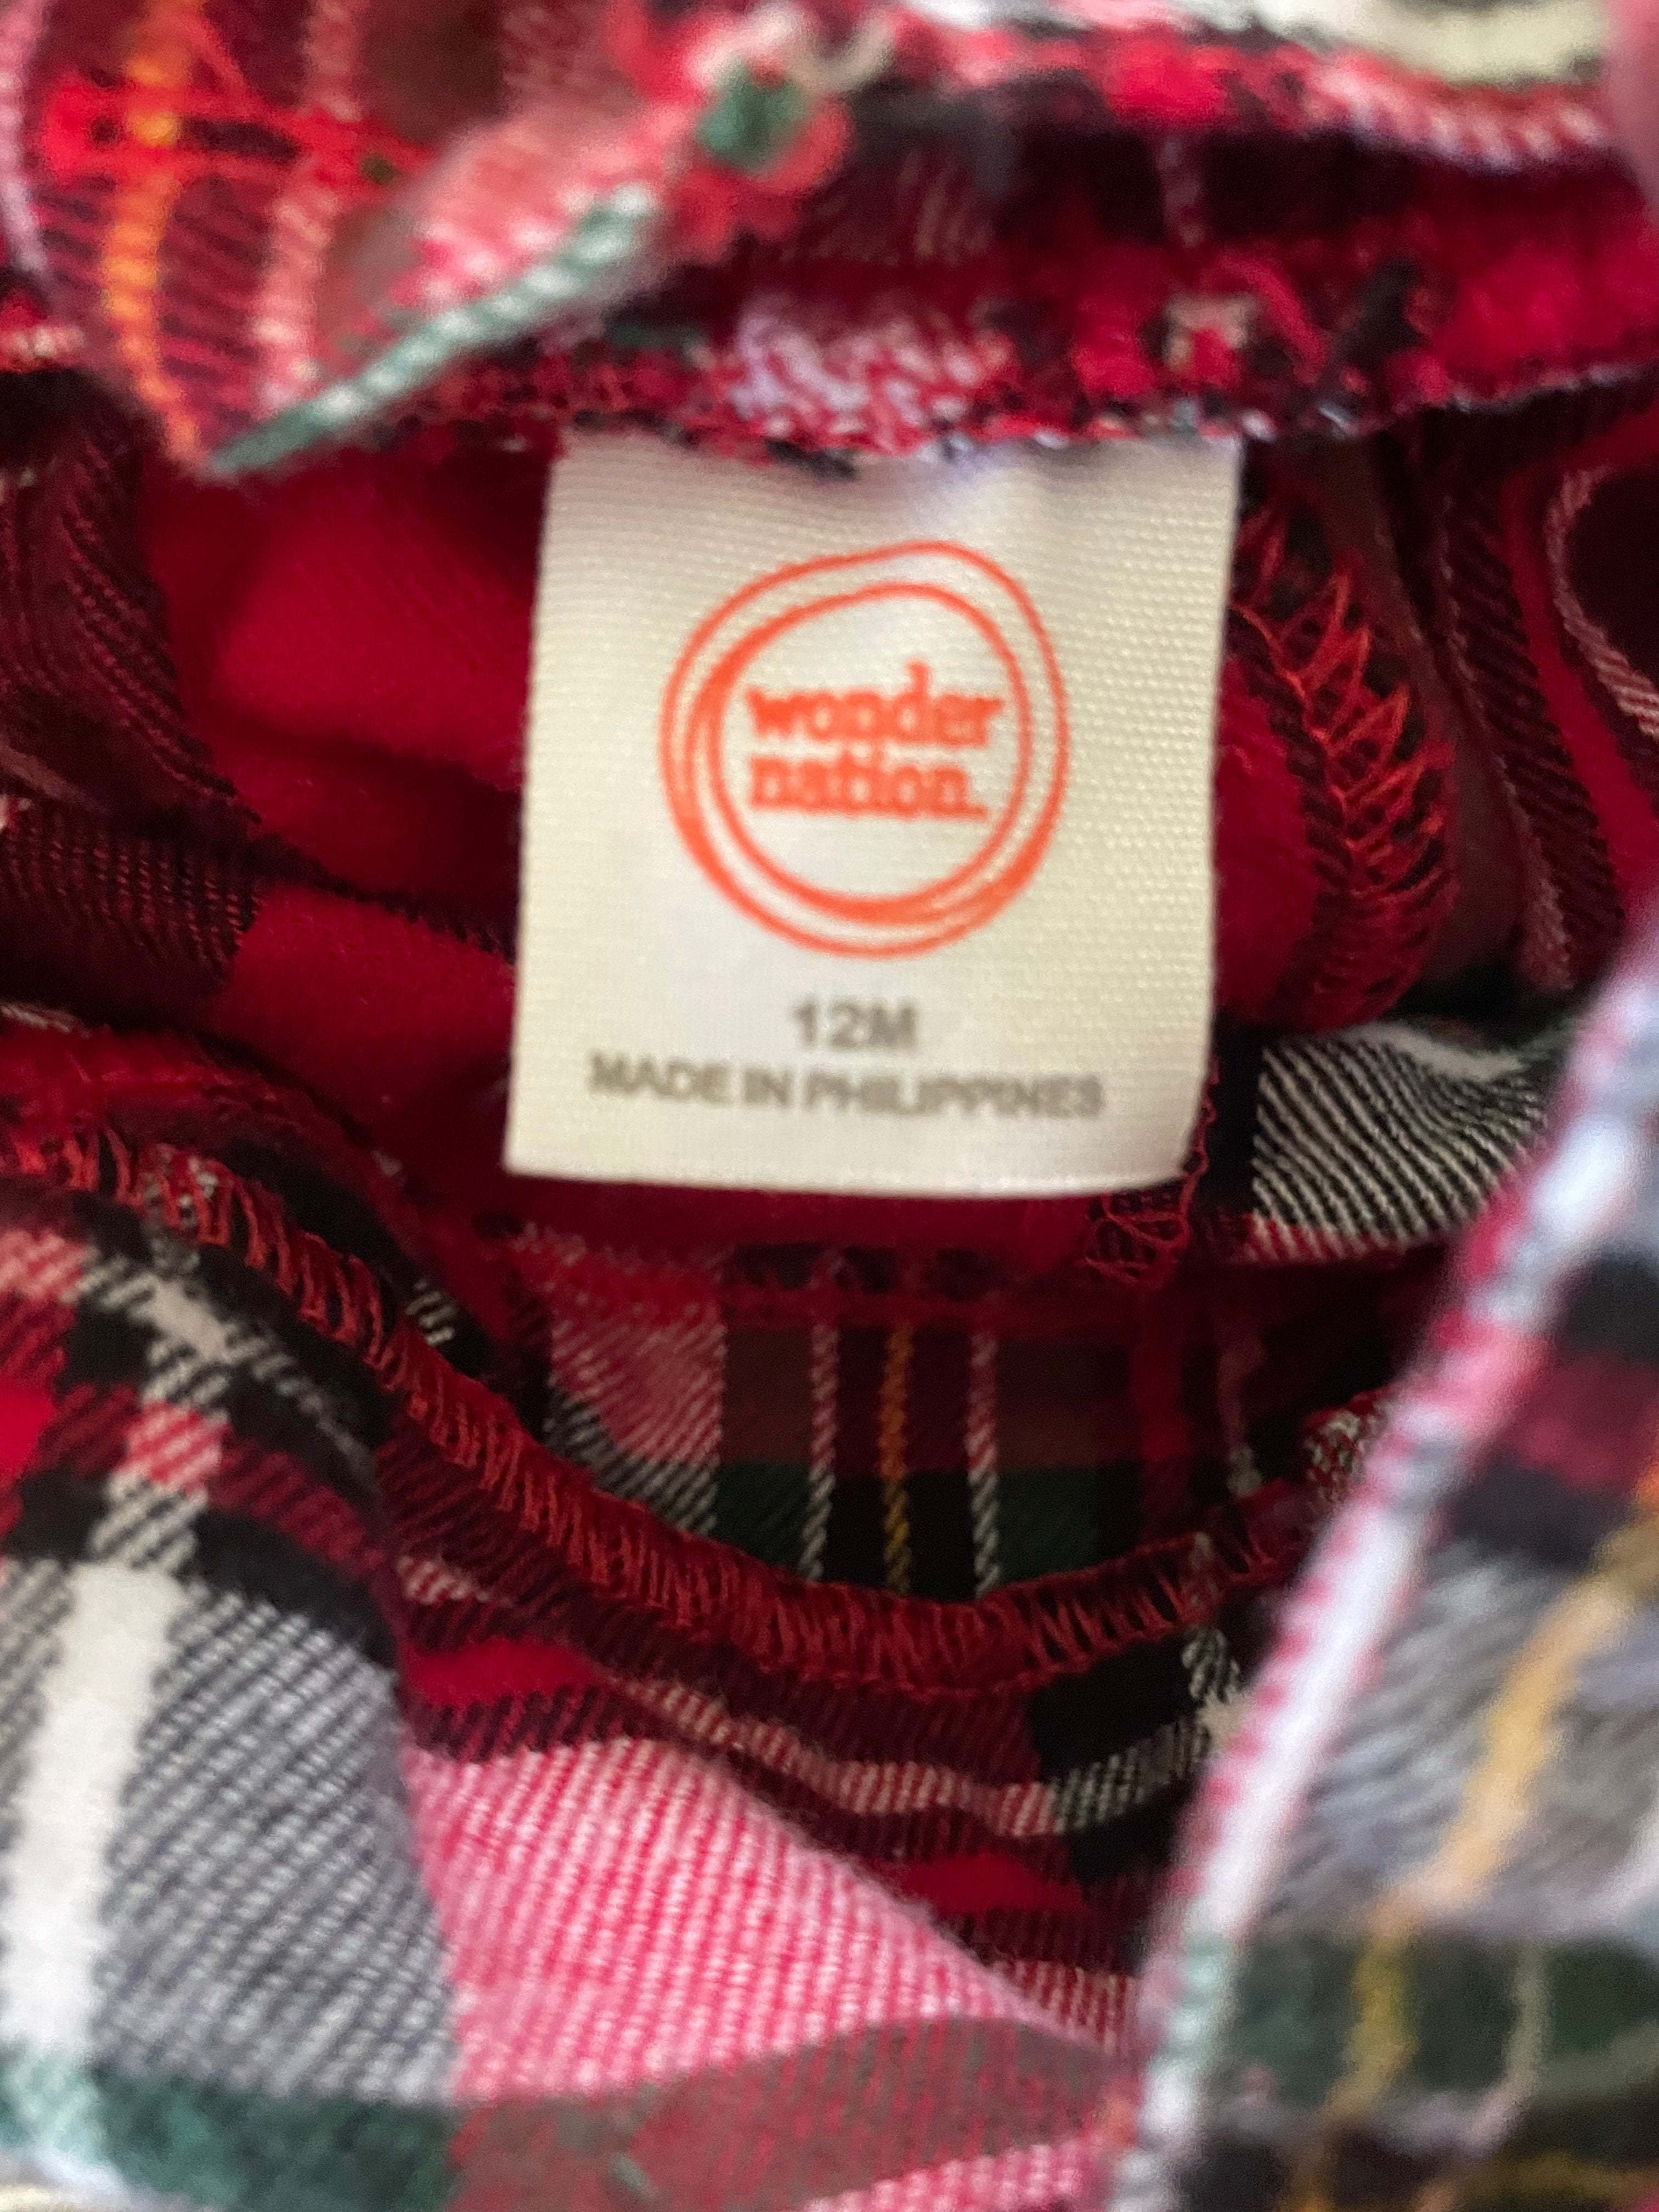 wonder
nation.
12M
MADE IN PHILIPPINES